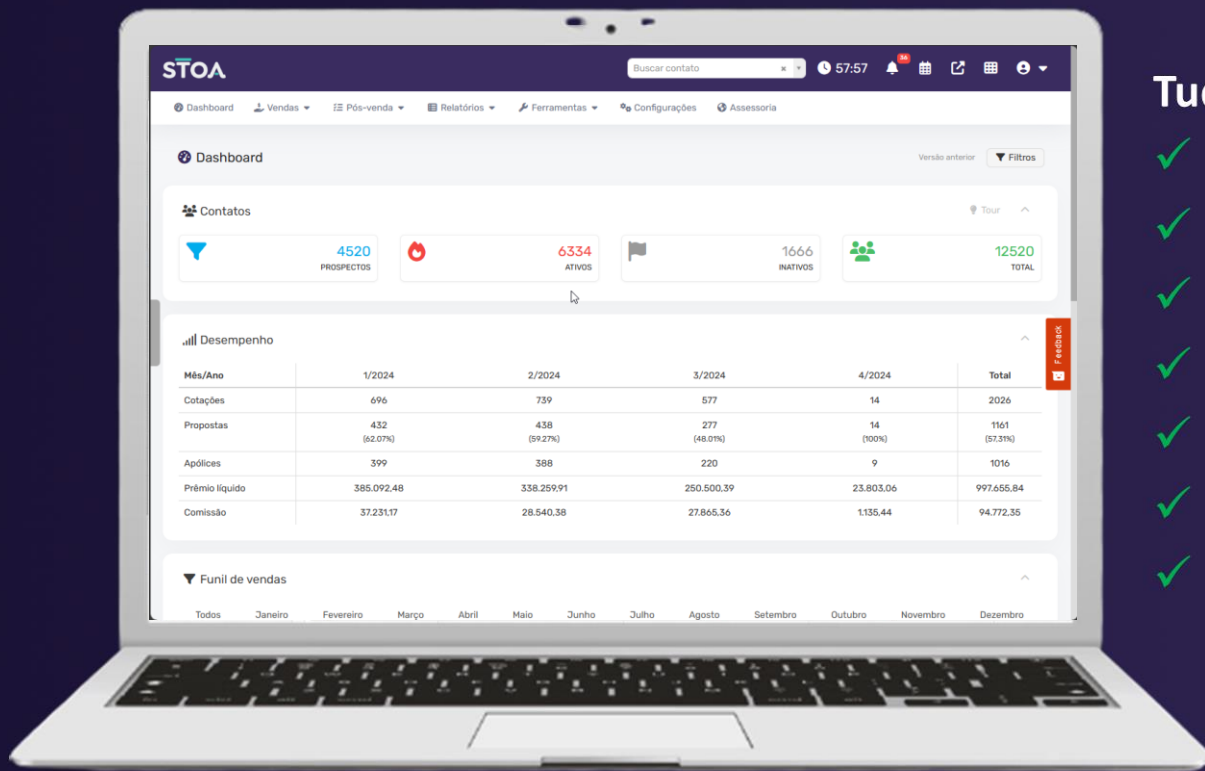 STOA
Buscar contato
57:57
36
Dashboard Vendas Pós-venda Relatórios Ferramentas Configurações Assessoria
Dashboard
Versão anterior Filtros
Contatos
Tour
4520
PROSPECTOS
6334
ATIVOS
1666
INATIVOS
12520
TOTAL
Desempenho
Feedback
Mês/Ano 1/2024 2/2024 3/2024 4/2024 Total
Cotações 696 739 577 14 2026
Propostas 432 438 277 14 1161
(62.07%) (59.27%) (48.01%) (100%) (57.31%)
Apólices 399 388 220 9 1016
Prêmio líquido 385.092,48 338.259,91 250.500,39 23.803,06 997.655,84
Comissão 37.231,17 28.540,38 27.865,36 1.135,44 94.772,35
Funil de vendas
Todos Janeiro Fevereiro Março Abril Maio Junho Julho Agosto Setembro Outubro Novembro Dezembro